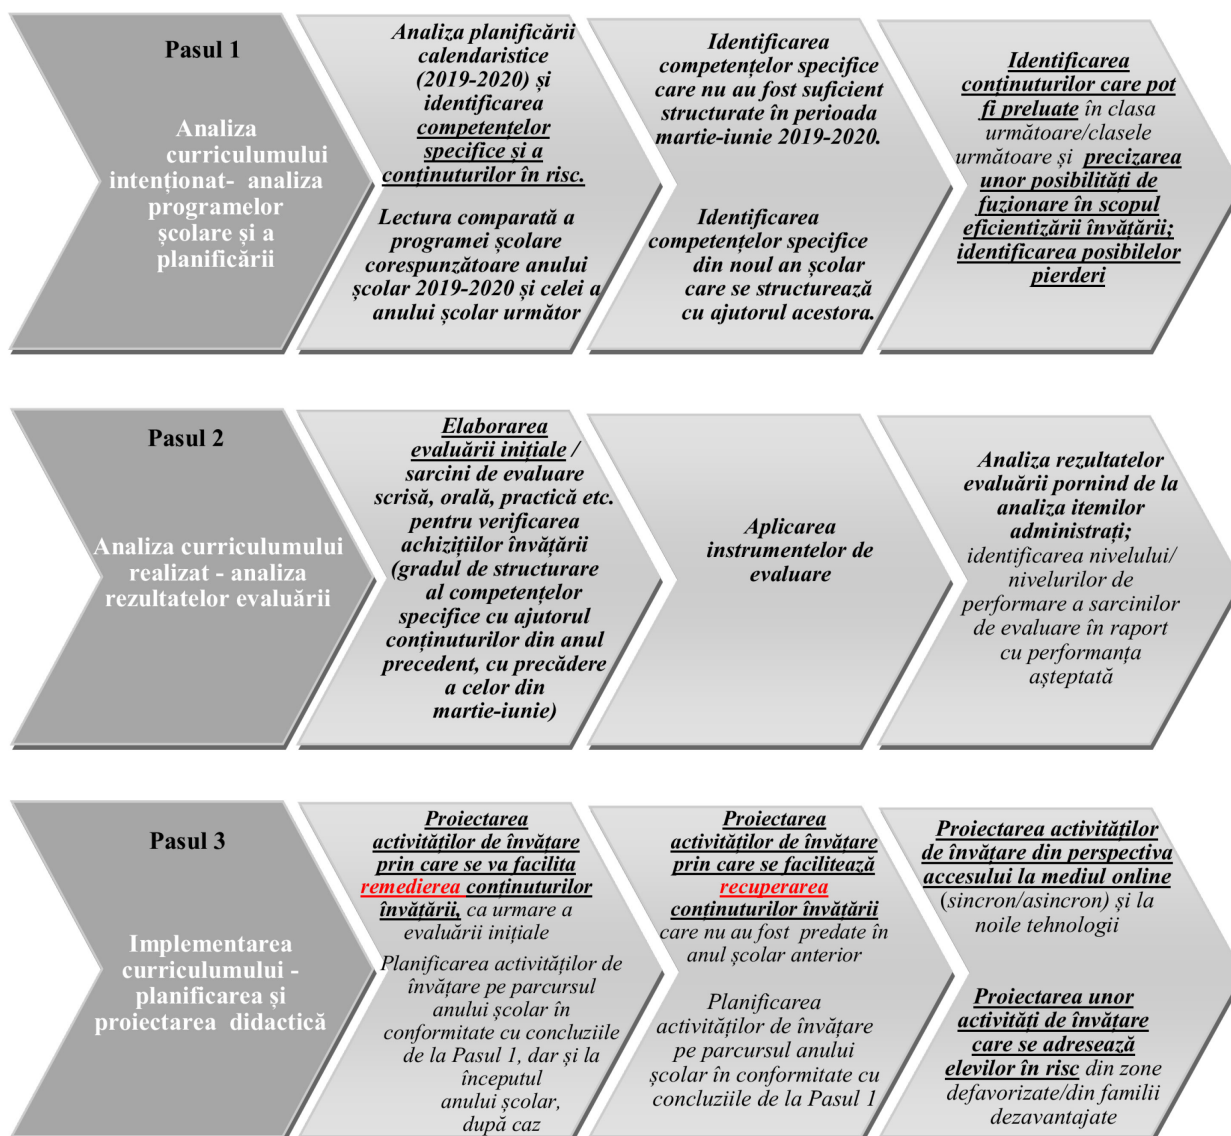 Pasul 1
Analiza
curriculumului
intenționat- analiza
programelor
școlare și a
planificării
Analiza planificării
calendaristice
(2019-2020) și
identificarea
competențelor
specifice și a
conținuturilor în risc.
Lectura comparată a
programei școlare
corespunzătoare anului
școlar 2019-2020 și celei a
anului școlar următor
Identificarea
competențelor specifice
care nu au fost suficient
structurate în perioada
martie-iunie 2019-2020.
Identificarea
competențelor specifice
din noul an școlar
care se structurează
cu ajutorul acestora.
Identificarea
conținuturilor care pot
fi preluate în clasa
următoare/clasele
următoare și precizarea
unor posibilități de
fuzionare în scopul
eficientizării învățării;
identificarea posibilelor
pierderi
Pasul 2
Analiza curriculumului
realizat - analiza
rezultatelor evaluării
Elaborarea
evaluării inițiale /
sarcini de evaluare
scrisă, orală, practică etc.
pentru verificarea
achizițiilor învățării
(gradul de structurare
al competențelor
specifice cu ajutorul
conținuturilor din anul
precedent, cu precădere
a celor din
martie-iunie)
Aplicarea
instrumentelor de
evaluare
Analiza rezultatelor
evaluării pornind de la
analiza itemilor
administrați;
identificarea nivelului/
nivelurilor de
performare a sarcinilor
de evaluare în raport
cu performanța
așteptată
Pasul 3
Implementarea
curriculumului -
planificarea și
proiectarea didactică
Proiectarea
activităților de învățare
prin care se va facilita
remedierea conținuturilor
învățării, ca urmare a
evaluării inițiale
Planificarea activităților de
învățare pe parcursul
anului școlar în
conformitate cu concluziile
de la Pasul 1, dar și la
începutul
anului școlar,
după caz
Proiectarea
activităților de învățare
prin care se facilitează
recuperarea
conținuturilor învățării
care nu au fost predate în
anul școlar anterior
Planificarea
activităților de învățare
pe parcursul anului
școlar în conformitate cu
concluziile de la Pasul 1
Proiectarea activităților
de învățare din perspectiva
accesului la mediul online
(sincron/asincron) și la
noile tehnologii
Proiectarea unor
activități de învățare
care se adresează
elevilor în risc din zone
defavorizate/din familii
dezavantajate